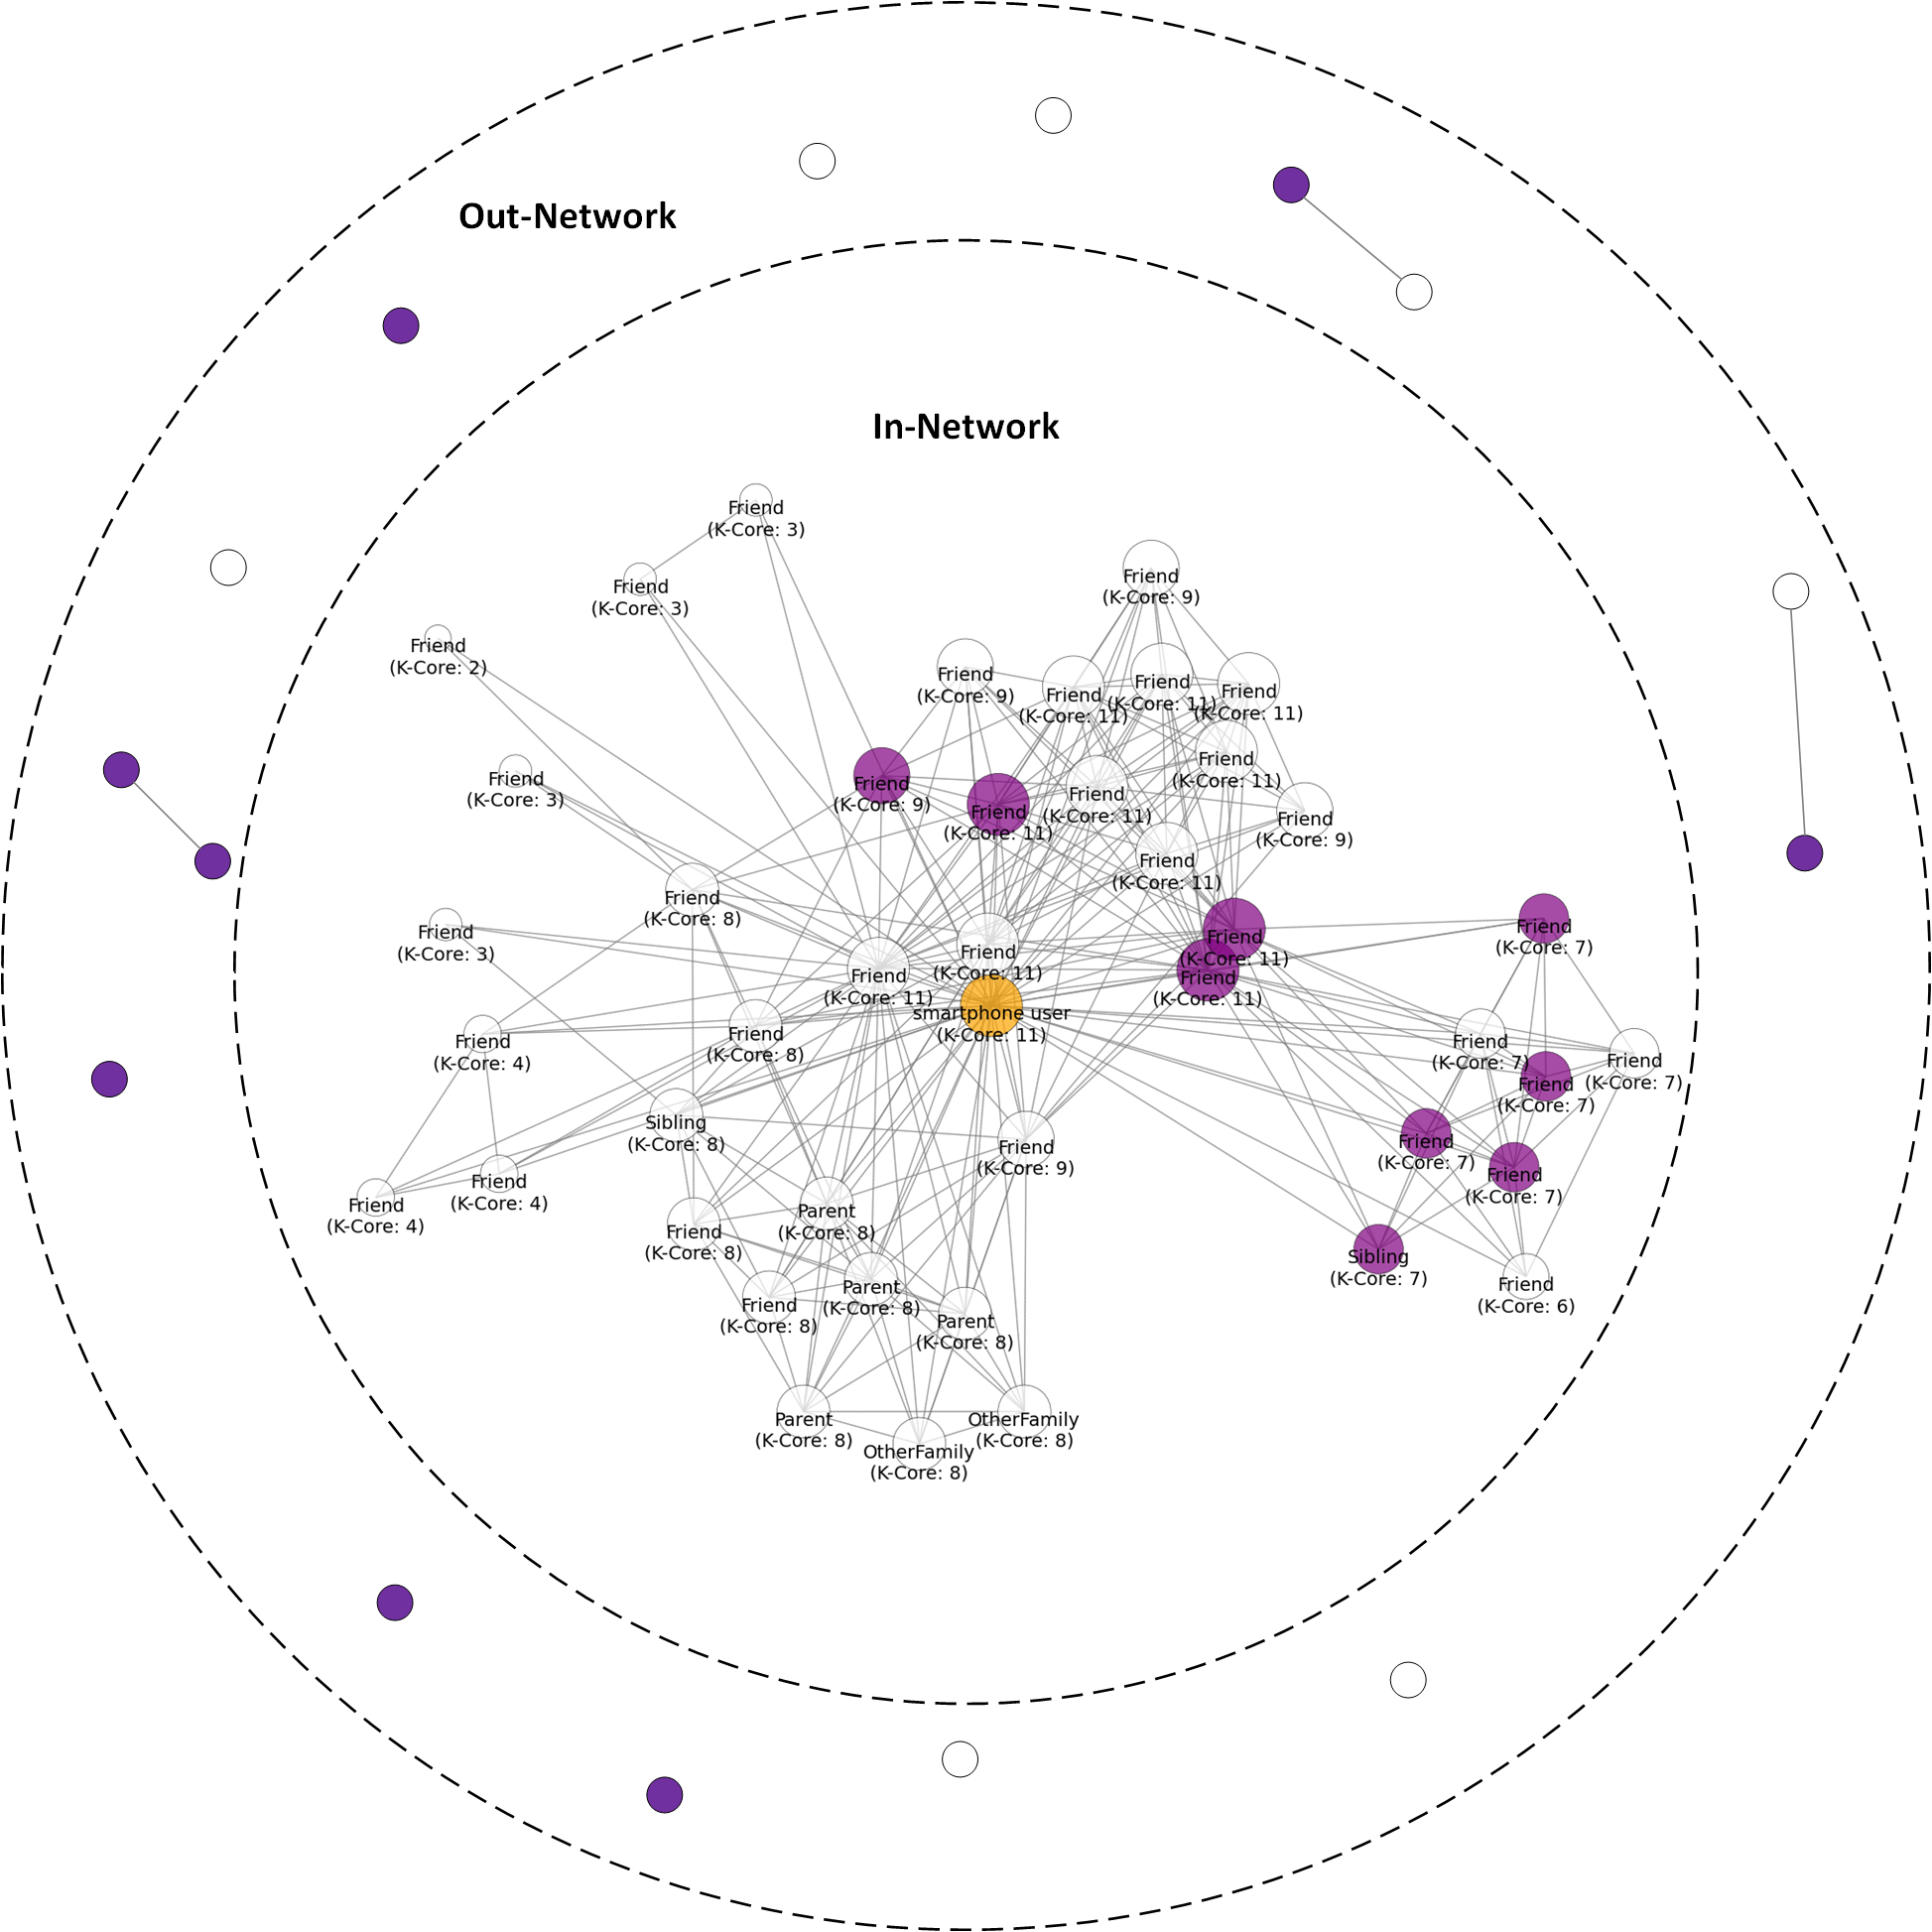 Out-Network
In-Network
Friend
(K-Core: 3)
Friend
(K-Core: 3)
Friend
(K-Core: 9)
Friend
(K-Core: 2)
Friend
(K-Core: 9)
Friend
(K-Core: 11)
Friend
(K-Core: 11)
Friend
(K-Core: 11)
Friend
(K-Core: 3)
Friend
(K-Core: 9)
Friend
(K-Core: 11)
Friend
(K-Core: 11)
Friend
(K-Core: 11)
Friend
(K-Core: 9)
Friend
(K-Core: 11)
Friend
(K-Core: 8)
Friend
(K-Core: 3)
Friend
(K-Core: 11)
Friend
(K-Core: 11)
Friend
(K-Core: 7)
Friend
(K-Core: 11)
Friend
(K-Core: 11)
smartphone user
(K-Core: 11)
Friend
(K-Core: 4)
Friend
(K-Core: 8)
Friend
(K-Core: 7)
Friend
(K-Core: 7)
Friend
(K-Core: 7)
Sibling
(K-Core: 8)
Friend
(K-Core: 9)
Friend
(K-Core: 7)
Friend
(K-Core: 7)
Friend
(K-Core: 4)
Friend
(K-Core: 4)
Parent
(K-Core: 8)
Friend
(K-Core: 8)
Sibling
(K-Core: 7)
Friend
(K-Core: 6)
Parent
(K-Core: 8)
Friend
(K-Core: 8)
Parent
(K-Core: 8)
Parent
(K-Core: 8)
OtherFamily
(K-Core: 8)
OtherFamily
(K-Core: 8)